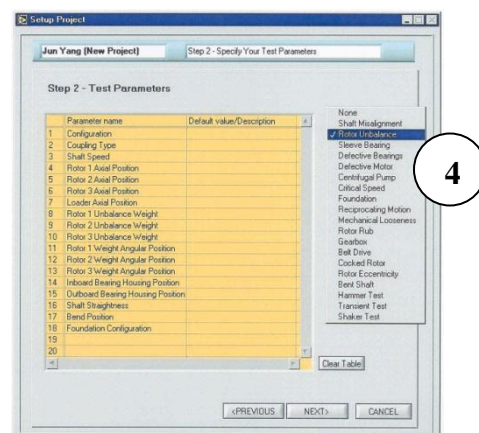 Setup Project
Jun Yang (New Project) Step 2 - Specify Your Test Parameters
Step 2 - Test Parameters
Parameter name Default value/Description
1 Configuration
2 Coupling Type
3 Shaft Speed
4 Rotor 1 Axial Position
5 Rotor 2 Axial Position
6 Rotor 3 Axial Position
7 Loader Axial Position
8 Rotor 1 Unbalance Weight
9 Rotor 2 Unbalance Weight
10 Rotor 3 Unbalance Weight
11 Rotor 1 Weight Angular Position
12 Rotor 2 Weight Angular Position
13 Rotor 3 Weight Angular Position
14 Inboard Bearing Housing Position
15 Outboard Bearing Housing Position
16 Shaft Straightness
17 Bend Position
18 Foundation Configuration
19
20
None
Shaft Misalignment
✓ Rotor Unbalance
Sleeve Bearing
Defective Bearings
Defective Motor
Centrifugal Pump
Critical Speed
Foundation
Reciprocating Motion
Mechanical Looseness
Rotor Rub
Gearbox
Belt Drive
Cocked Rotor
Rotor Eccentricity
Bent Shaft
Hammer Test
Transient Test
Shaker Test
4
Clear Table
<PREVIOUS NEXT> CANCEL